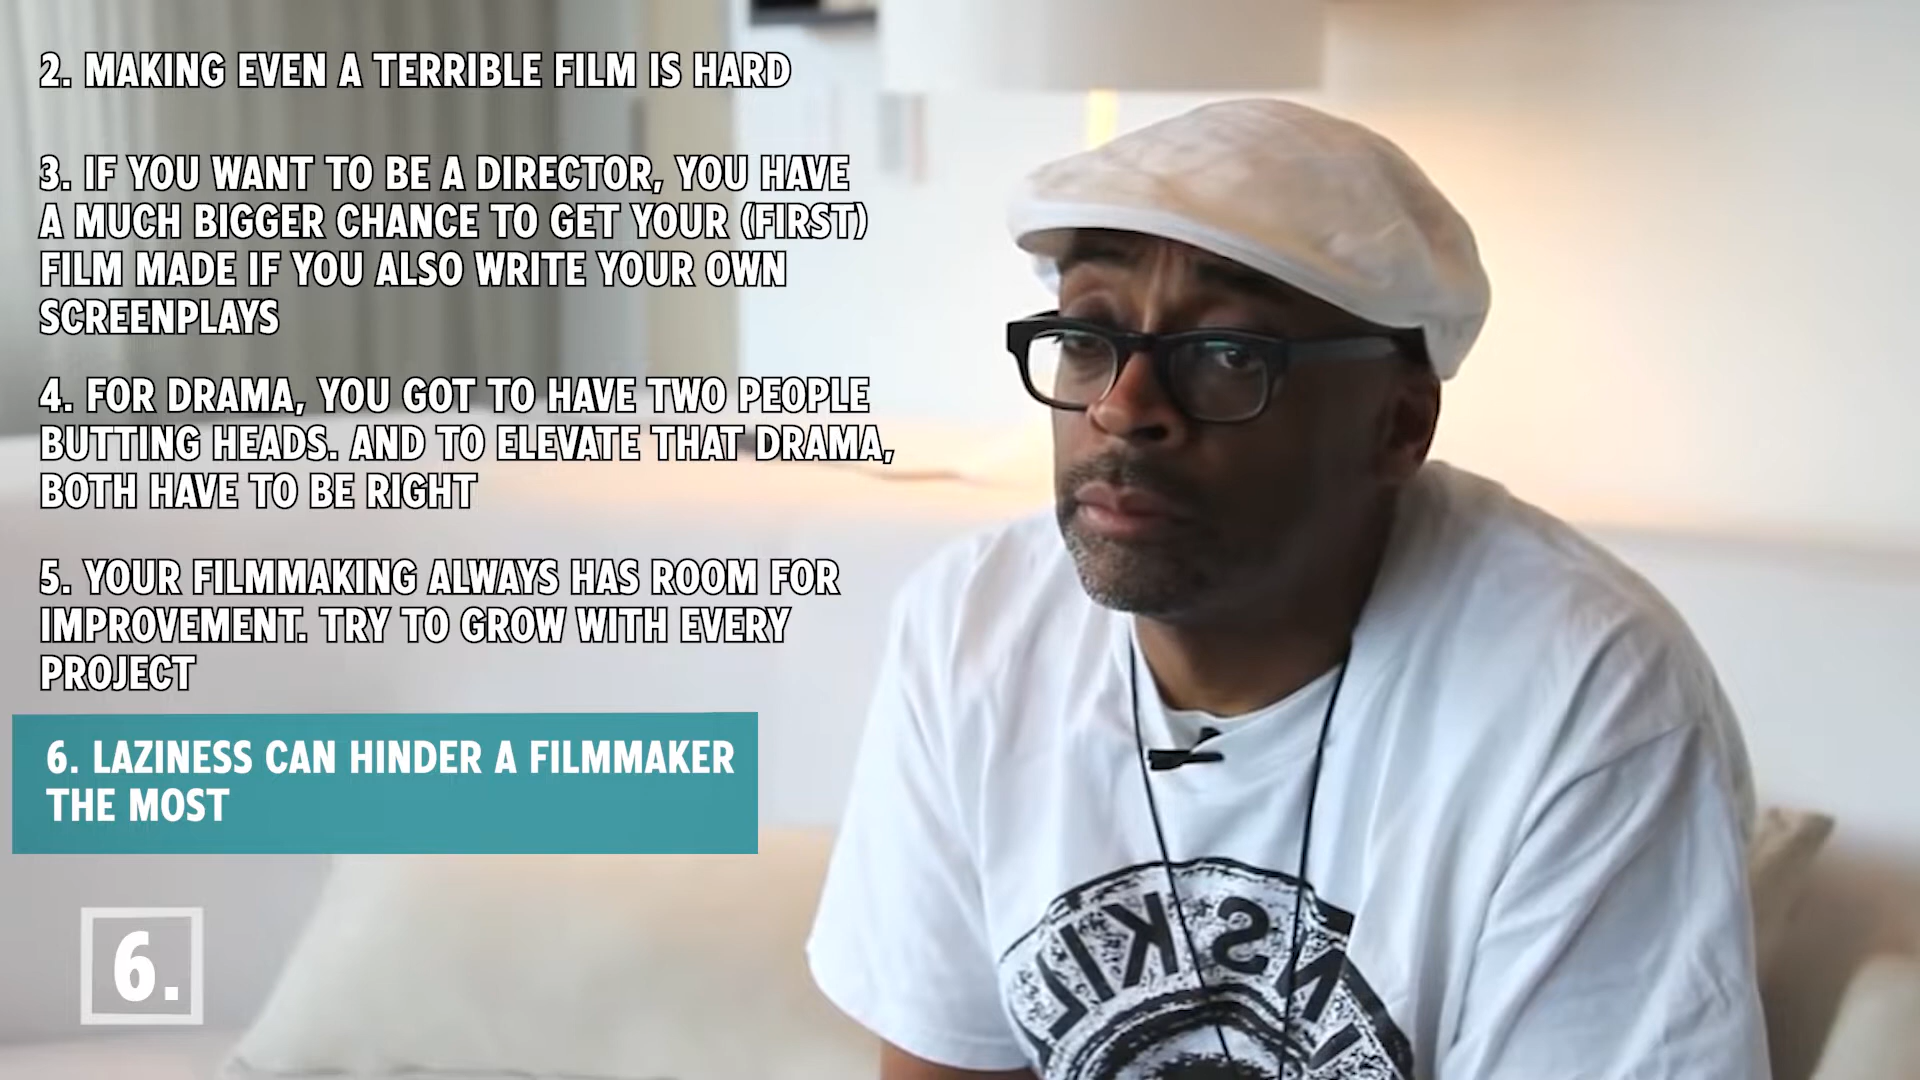 2. MAKING EVEN A TERRIBLE FILM IS HARD
3. IF YOU WANT TO BE A DIRECTOR, YOU HAVE
A MUCH BIGGER CHANCE TO GET YOUR (FIRST)
FILM MADE IF YOU ALSO WRITE YOUR OWN
SCREENPLAYS
4. FOR DRAMA, YOU GOT TO HAVE TWO PEOPLE
BUTTING HEADS. AND TO ELEVATE THAT DRAMA,
BOTH HAVE TO BE RIGHT
5. YOUR FILMMAKING ALWAYS HAS ROOM FOR
IMPROVEMENT. TRY TO GROW WITH EVERY
PROJECT
6. LAZINESS CAN HINDER A FILMMAKER
THE MOST
6.